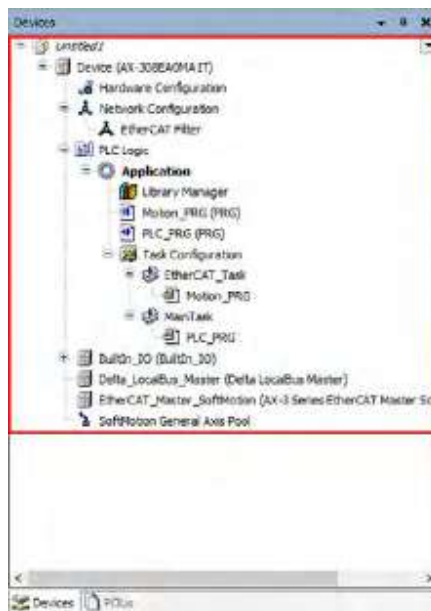 Devices
Untitled1
Device (AX-308EA0MA1T)
Hardware Configuration
Network Configuration
EtherCAT Filter
PLC Logic
Application
Library Manager
Motion_PRG (PRG)
PLC_PRG (PRG)
Task Configuration
EtherCAT_Task
Motion_PRG
MainTask
PLC_PRG
BuiltIn_IO (BuiltIn_IO)
Delta_LocalBus_Master (Delta LocalBus Master)
EtherCAT_Master_SoftMotion (AX-3 Series EtherCAT Master So
SoftMotion General Axis Pool
Devices POUs